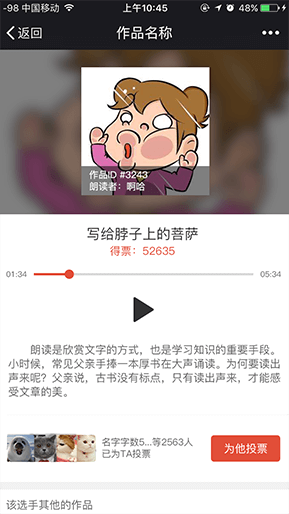 -98 中国移动 上午10:45 48%
返回 作品名称
作品ID #3243
朗读者：啊哈
写给脖子上的菩萨
得票：52635
01:34 05:34
朗读是欣赏文字的方式，也是学习知识的重要手段。
小时候，常见父亲手捧一本厚书在大声诵读。为何要读出
声来呢？父亲说，古书没有标点，只有读出声来，才能感
受文章的美。
名字字数5...等2563人
已为TA投票
为他投票
该选手其他的作品